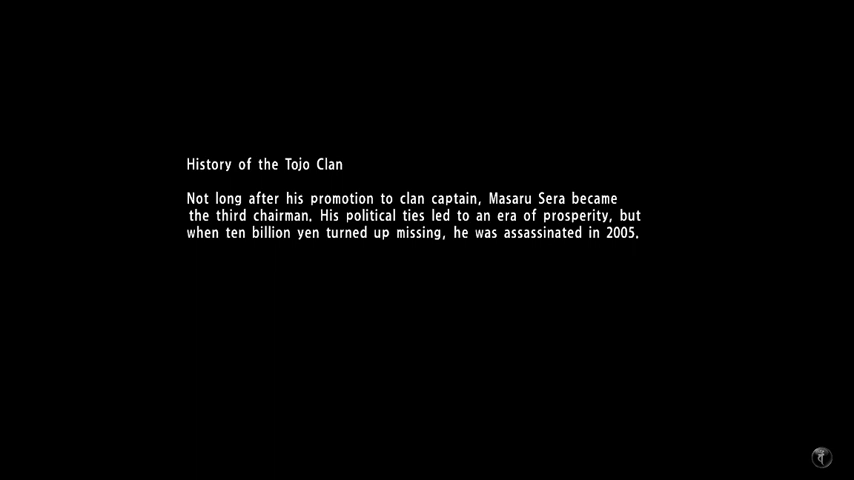 History of the Tojo Clan
Not long after his promotion to clan captain, Masaru Sera became
the third chairman. His political ties led to an era of prosperity, but
when ten billion yen turned up missing, he was assassinated in 2005.